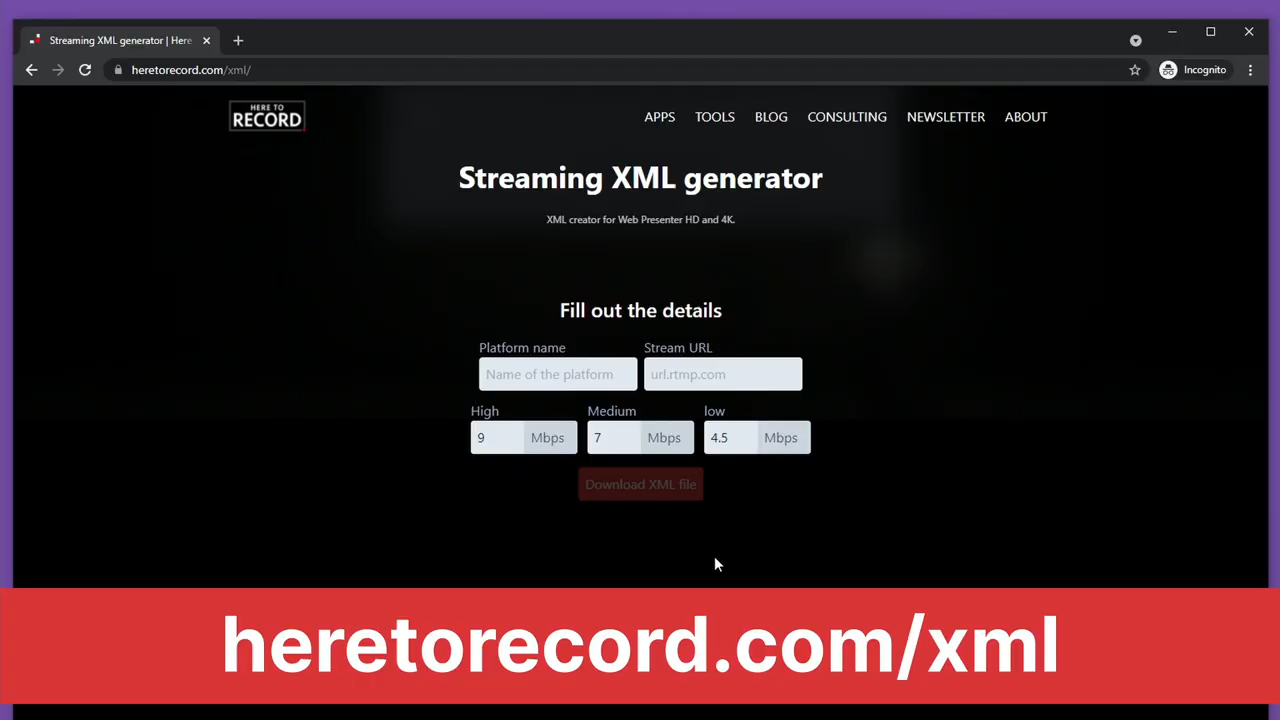 Streaming XML generator | Here
heretorecord.com/xml/
Incognito
HERE TO
RECORD
APPS TOOLS BLOG CONSULTING NEWSLETTER ABOUT
Streaming XML generator
XML creator for Web Presenter HD and 4K.
Fill out the details
Platform name Stream URL
Name of the platform url.rtmp.com
High Medium low
9 Mbps 7 Mbps 4.5 Mbps
Download XML file
heretorecord.com/xml